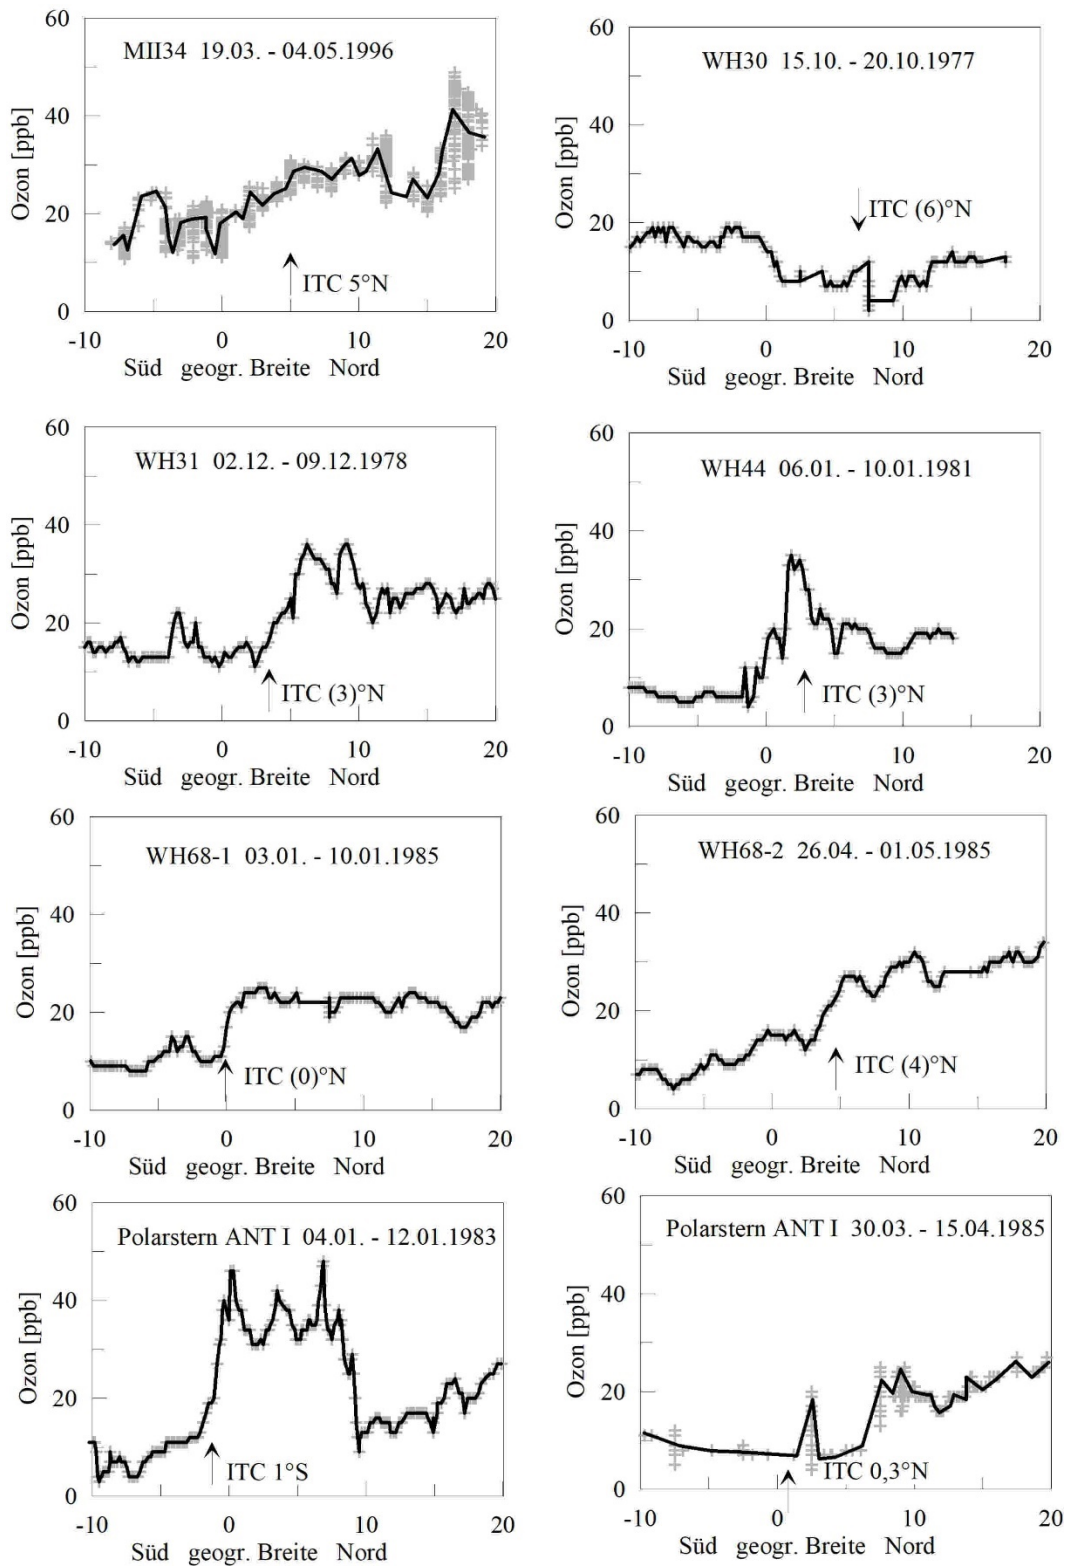 60
MII34 19.03. - 04.05.1996
40
Ozon [ppb]
20
ITC 5°N
0
-10 0 10 20
Süd geogr. Breite Nord
60
WH30 15.10. - 20.10.1977
40
Ozon [ppb]
ITC (6)°N
20
0
-10 0 10 20
Süd geogr. Breite Nord
60
WH31 02.12. - 09.12.1978
40
Ozon [ppb]
20
ITC (3)°N
0
-10 0 10 20
Süd geogr. Breite Nord
60
WH44 06.01. - 10.01.1981
40
Ozon [ppb]
20
ITC (3)°N
0
-10 0 10 20
Süd geogr. Breite Nord
60
WH68-1 03.01. - 10.01.1985
40
Ozon [ppb]
20
ITC (0)°N
0
-10 0 10 20
Süd geogr. Breite Nord
60
WH68-2 26.04. - 01.05.1985
40
Ozon [ppb]
20
ITC (4)°N
0
-10 0 10 20
Süd geogr. Breite Nord
60
Polarstern ANT I 04.01. - 12.01.1983
40
Ozon [ppb]
20
ITC 1°S
0
-10 0 10 20
Süd geogr. Breite Nord
60
Polarstern ANT I 30.03. - 15.04.1985
40
Ozon [ppb]
20
ITC 0,3°N
0
-10 0 10 20
Süd geogr. Breite Nord